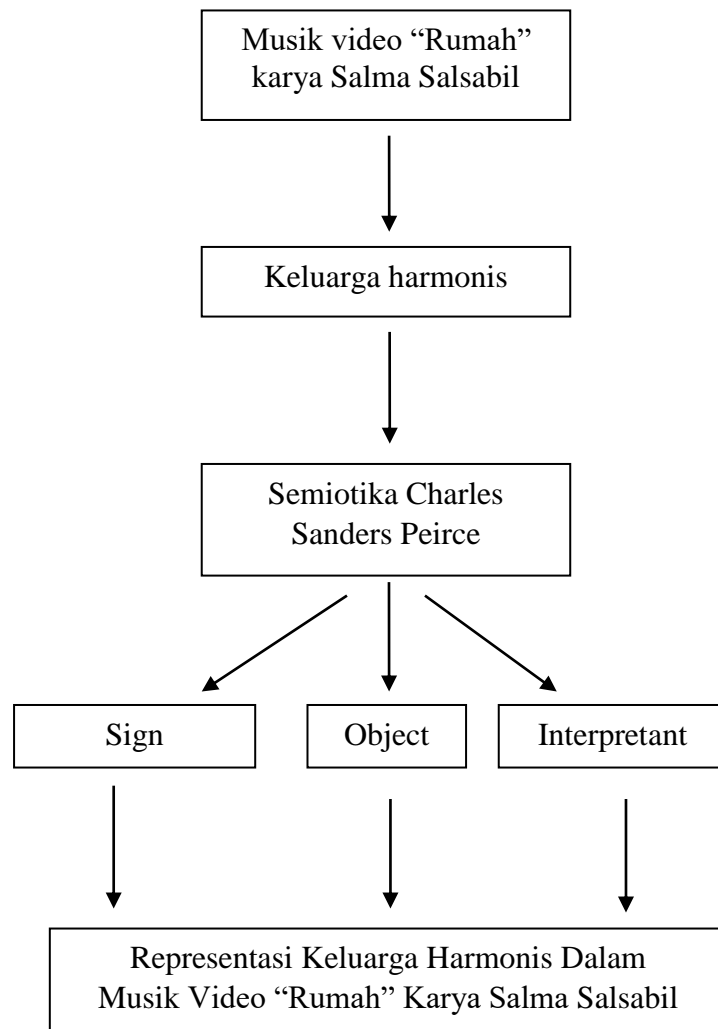 Musik video “Rumah”
karya Salma Salsabil
Keluarga harmonis
Semiotika Charles
Sanders Peirce
Sign
Object
Interpretant
Representasi Keluarga Harmonis Dalam
Musik Video “Rumah” Karya Salma Salsabil